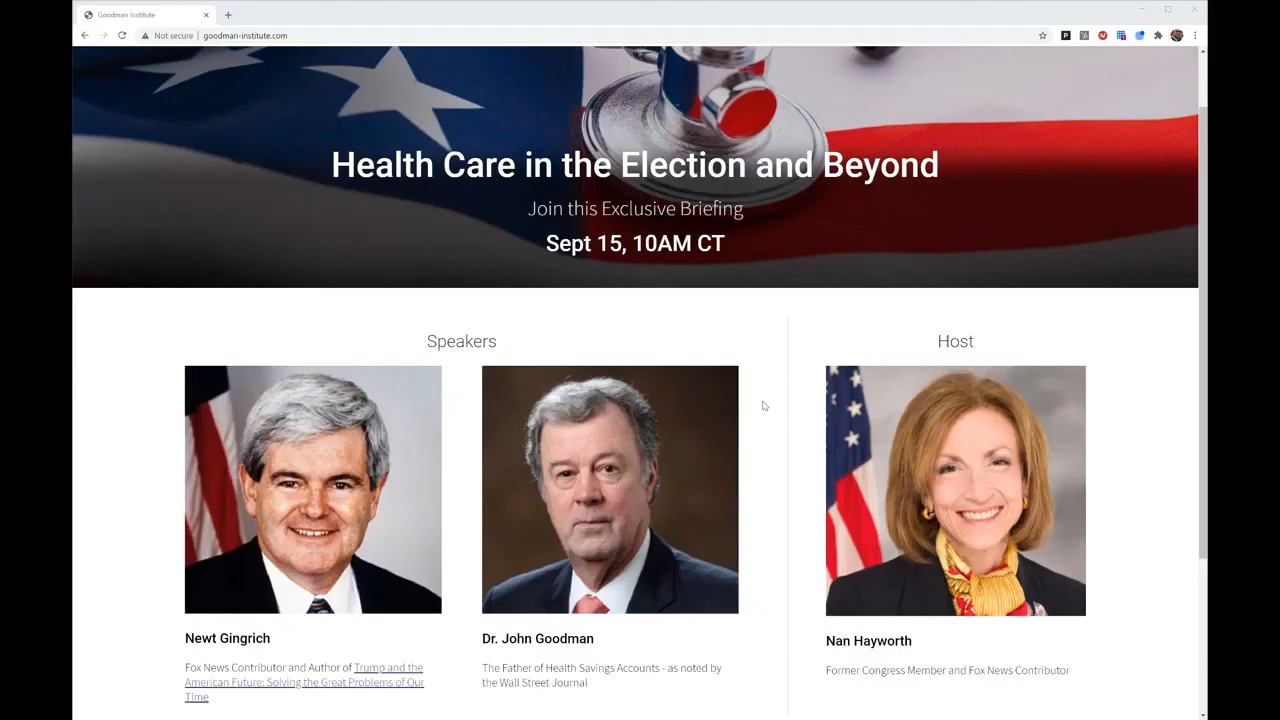 Goodman Institute
Not secure
goodman-institute.com
Health Care in the Election and Beyond
Join this Exclusive Briefing
Sept 15, 10AM CT
Speakers
Host
Newt Gingrich
Fox News Contributor and Author of Trump and the
American Future: Solving the Great Problems of Our
Time
Dr. John Goodman
The Father of Health Savings Accounts - as noted by
the Wall Street Journal
Nan Hayworth
Former Congress Member and Fox News Contributor